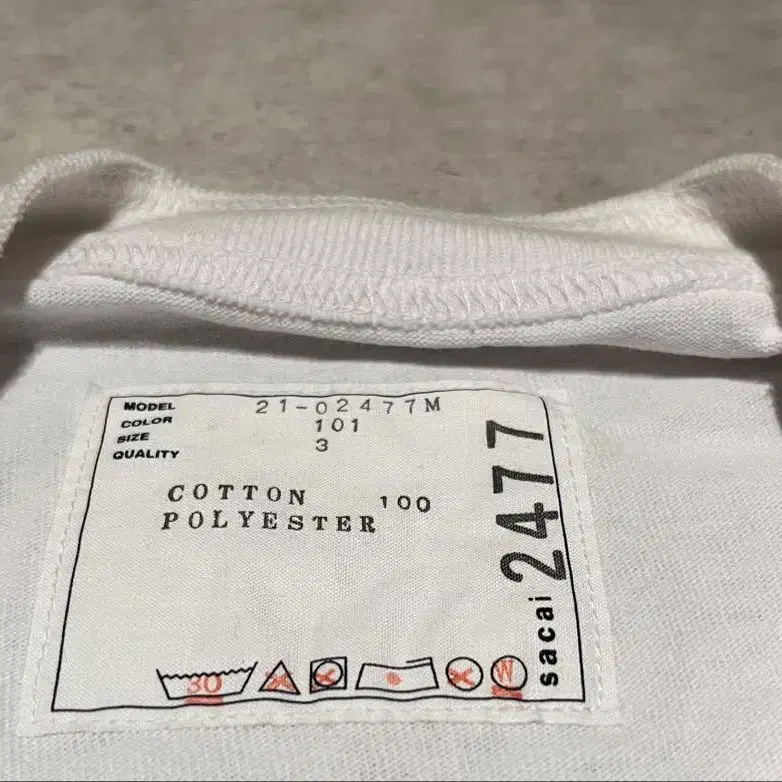 MODEL 21-02477M
COLOR 101
SIZE 3
QUALITY
COTTON 100
POLYESTER
30
W
sacai 2477